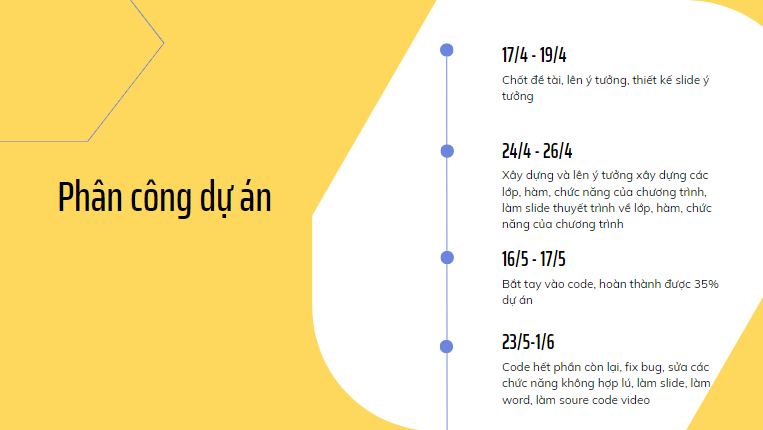 Phân công dự án
17/4 - 19/4
Chốt đề tài, lên ý tưởng, thiết kế slide ý
tưởng
24/4 - 26/4
Xây dựng và lên ý tưởng xây dựng các
lớp, hàm, chức năng của chương trình,
làm slide thuyết trình về lớp, hàm, chức
năng của chương trình
16/5 - 17/5
Bắt tay vào code, hoàn thành được 35%
dự án
23/5-1/6
Code hết phần còn lại, fix bug, sửa các
chức năng không hợp lú, làm slide, làm
word, làm soure code video